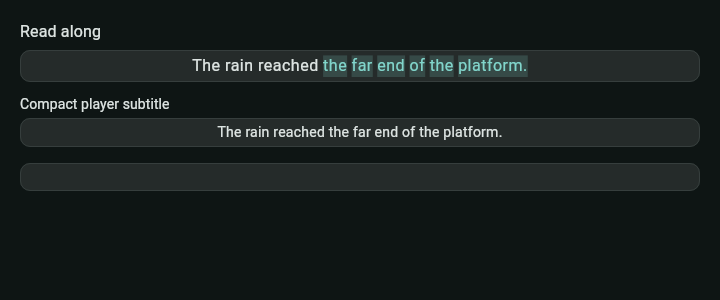 Read along
The rain reached the far end of the platform.
Compact player subtitle
The rain reached the far end of the platform.